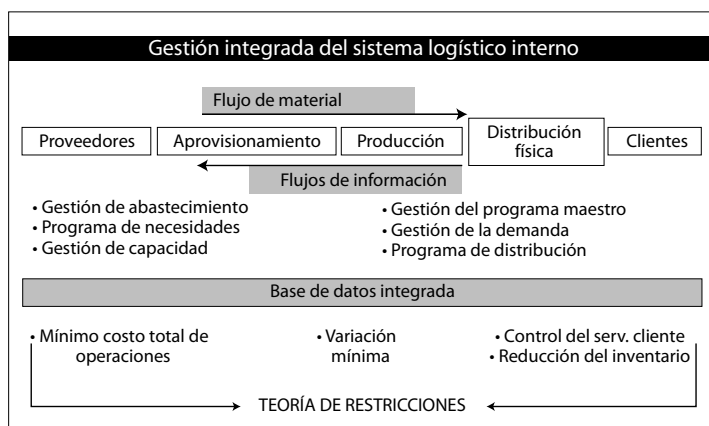 Gestión integrada del sistema logístico interno
Flujo de material
Proveedores
Aprovisionamiento
Producción
Distribución
física
Clientes
Flujos de información
• Gestión de abastecimiento
• Programa de necesidades
• Gestión de capacidad
• Gestión del programa maestro
• Gestión de la demanda
• Programa de distribución
Base de datos integrada
• Mínimo costo total de
operaciones
• Variación
mínima
• Control del serv. cliente
• Reducción del inventario
TEORÍA DE RESTRICCIONES